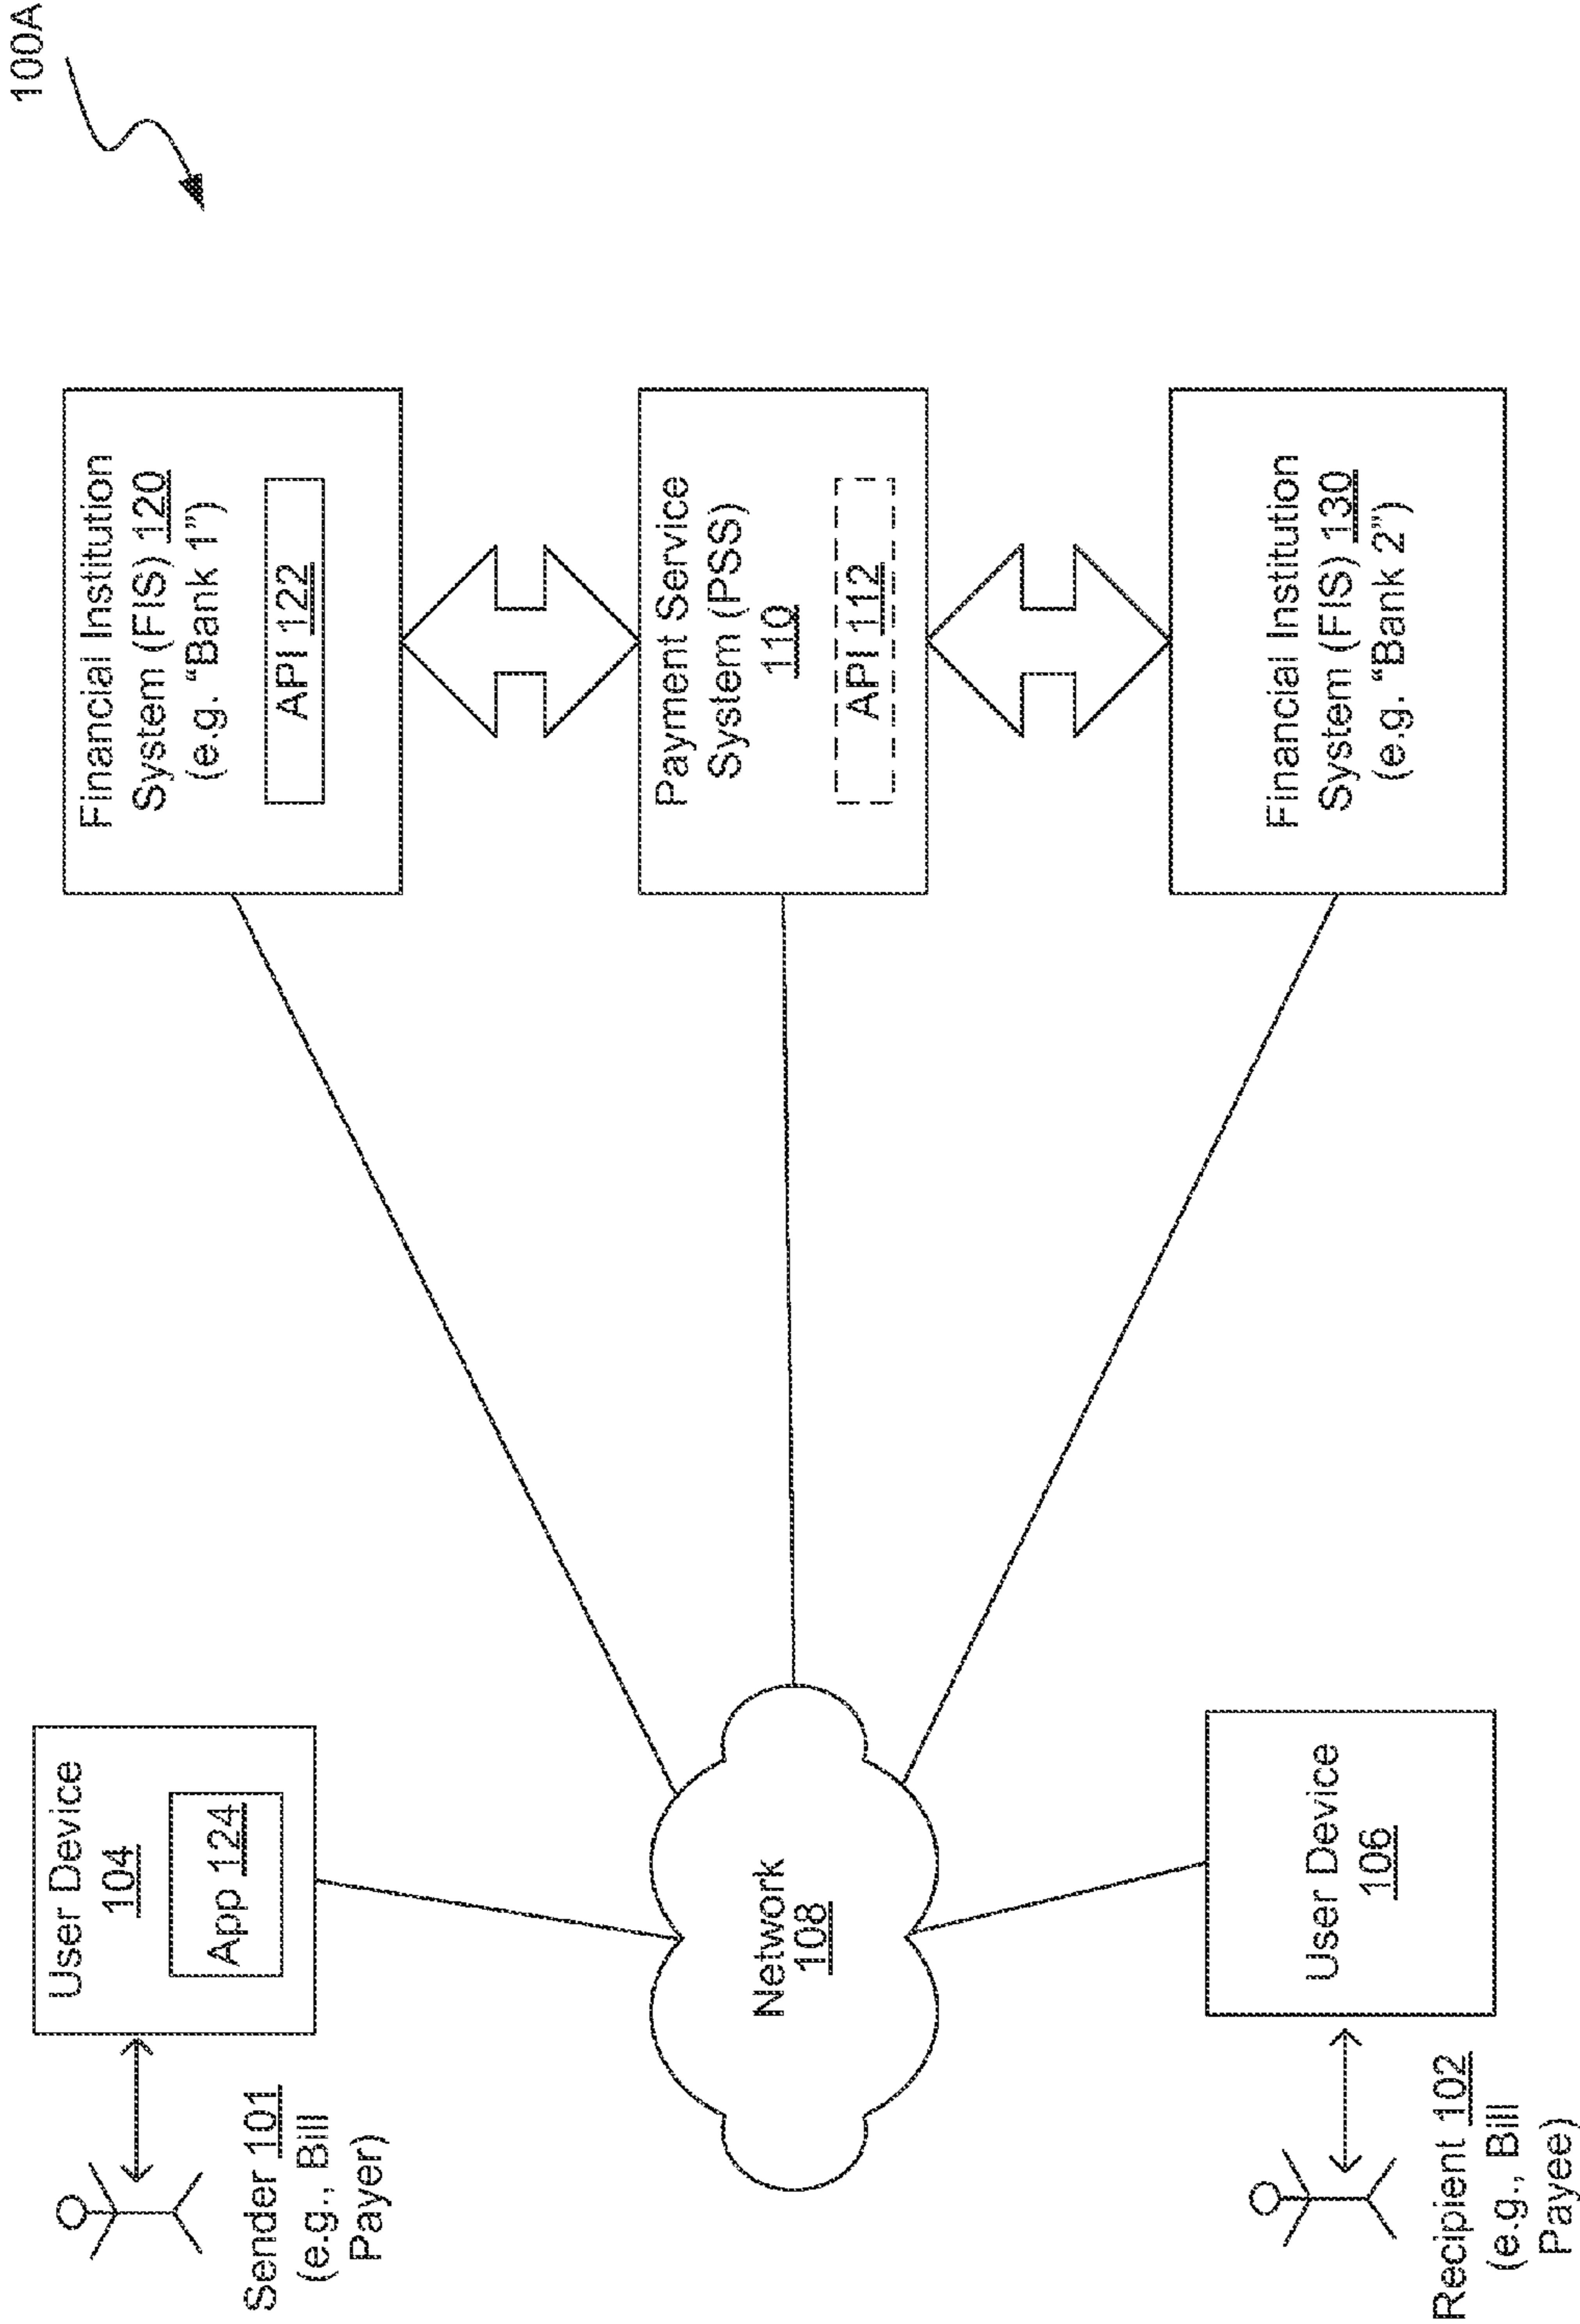 100A
User Device
104
App 124
Sender 101
(e.g., Bill
Payer)
Financial Institution
System (FIS) 120
(e.g. “Bank 1”)
API 122
Network
108
Payment Service
System (PSS)
110
API 112
User Device
106
Recipient 102
(e.g., Bill
Payee)
Financial Institution
System (FIS) 130
(e.g. “Bank 2”)